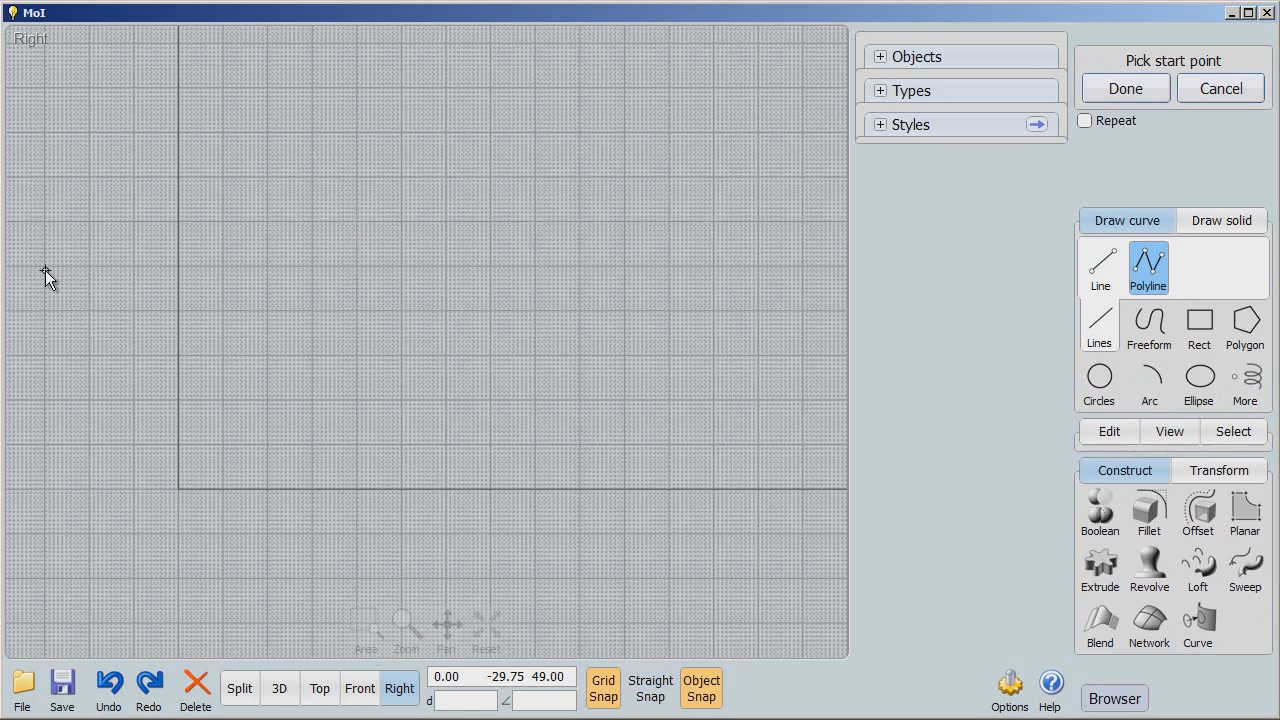 MoI
Right
Objects
Types
Styles
Pick start point
Done Cancel
Repeat
Draw curve Draw solid
Line Polyline
Lines Freeform Rect Polygon
Circles Arc Ellipse More
Edit View Select
Construct Transform
Boolean Fillet Offset Planar
Extrude Revolve Loft Sweep
Blend Network Curve
Area Zoom Pan Reset
File Save Undo Redo Delete
Split 3D Top Front Right
0.00 -29.75 49.00
d ∠
Grid Snap
Straight Snap
Object Snap
Options Help
Browser